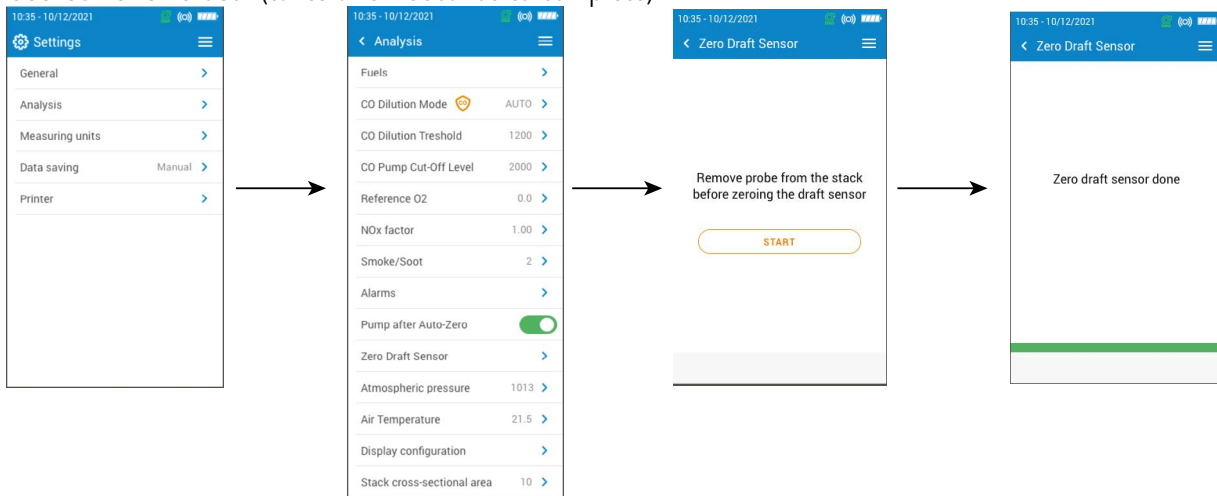 10:35 - 10/12/2021
Settings
General
Analysis
Measuring units
Data saving Manual
Printer
10:35 - 10/12/2021
Analysis
Fuels
CO Dilution Mode CO AUTO
CO Dilution Treshold 1200
CO Pump Cut-Off Level 2000
Reference O2 0.0
NOx factor 1.00
Smoke/Soot 2
Alarms
Pump after Auto-Zero
Zero Draft Sensor
Atmospheric pressure 1013
Air Temperature 21.5
Display configuration
Stack cross-sectional area 10
10:35 - 10/12/2021
Zero Draft Sensor
Remove probe from the stack
before zeroing the draft sensor
START
10:35 - 10/12/2021
Zero Draft Sensor
Zero draft sensor done